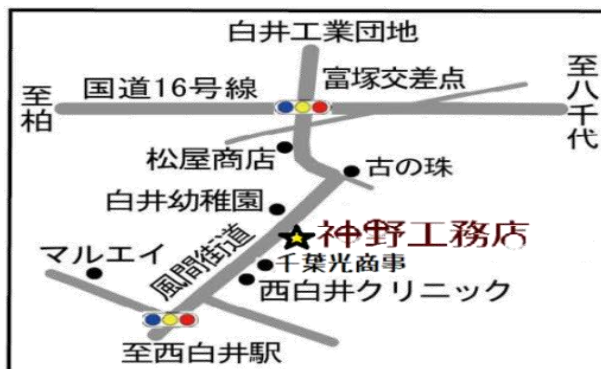 白井工業団地
国道16号線
富塚交差点
至柏
至八千代
松屋商店
古の珠
白井幼稚園
神野工務店
風間街道
千葉光商事
マルエイ
西白井クリニック
至西白井駅